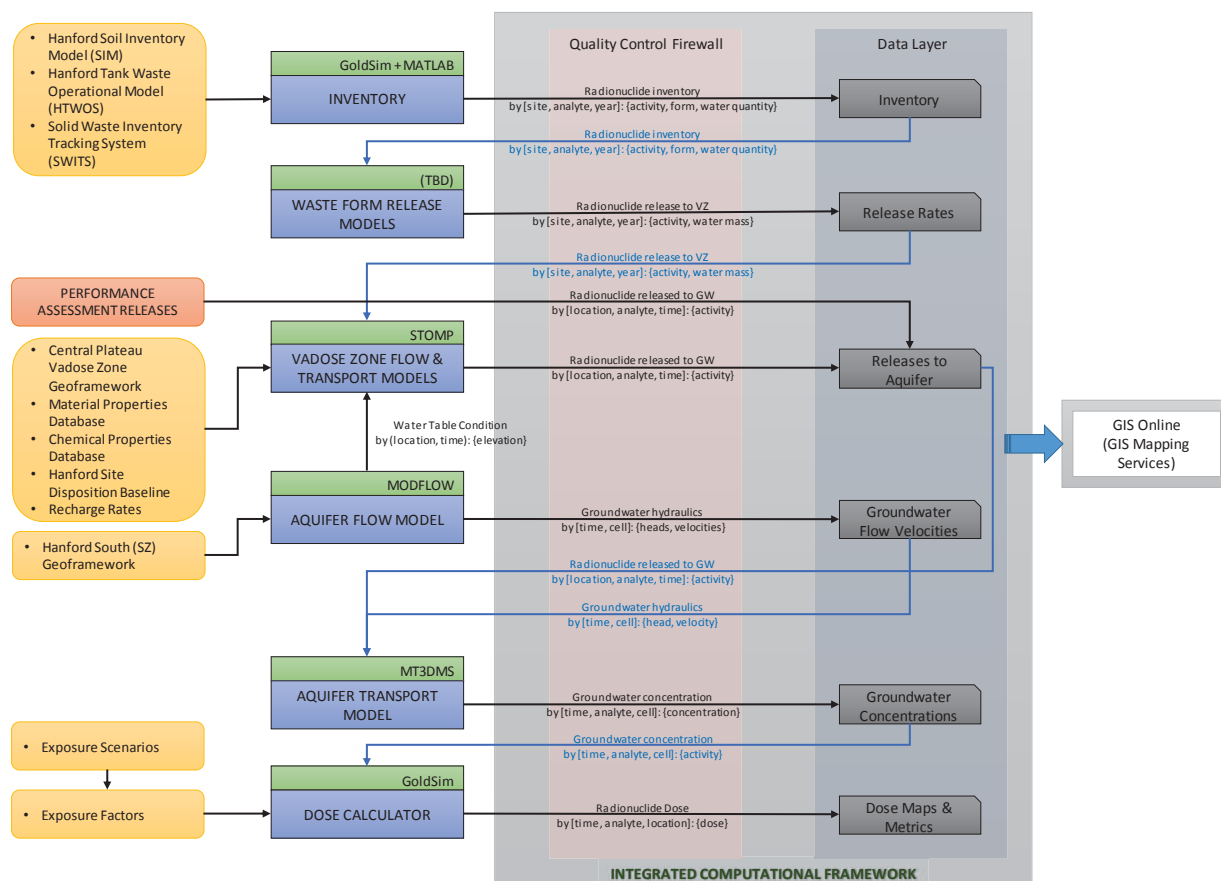 • Hanford Soil Inventory
Model (SIM)
• Hanford Tank Waste
Operational Model
(HTWOS)
• Solid Waste Inventory
Tracking System
(SWITS)
GoldSim + MATLAB
INVENTORY
Quality Control Firewall
Data Layer
Radionuclide inventory
by [site, analyte, year]: {activity, form, water quantity}
Inventory
Radionuclide inventory
by [site, analyte, year]: {activity, form, water quantity}
(TBD)
WASTE FORM RELEASE
MODELS
Radionuclide release to VZ
by [site, analyte, year]: {activity, water mass}
Release Rates
Radionuclide release to VZ
by [site, analyte, year]: {activity, water mass}
PERFORMANCE
ASSESSMENT RELEASES
Radionuclide released to GW
by [location, analyte, time]: {activity}
• Central Plateau
Vadose Zone
Geoframework
• Material Properties
Database
• Chemical Properties
Database
• Hanford Site
Disposition Baseline
• Recharge Rates
STOMP
VADOSE ZONE FLOW &
TRANSPORT MODELS
Radionuclide released to GW
by [location, analyte, time]: {activity}
Releases to
Aquifer
Water Table Condition
by (location, time): {elevation}
GIS Online
(GIS Mapping
Services)
MODFLOW
AQUIFER FLOW MODEL
Groundwater hydraulics
by [time, cell]: {heads, velocities}
Groundwater
Flow Velocities
• Hanford South (SZ)
Geoframework
Radionuclide released to GW
by [location, analyte, time]: {activity}
Groundwater hydraulics
by [time, cell]: {head, velocity}
MT3DMS
AQUIFER TRANSPORT
MODEL
Groundwater concentration
by [time, analyte, cell]: {concentration}
Groundwater
Concentrations
Groundwater concentration
by [time, analyte, cell]: {activity}
• Exposure Scenarios
• Exposure Factors
GoldSim
DOSE CALCULATOR
Radionuclide Dose
by [time, analyte, location]: {dose}
Dose Maps &
Metrics
INTEGRATED COMPUTATIONAL FRAMEWORK